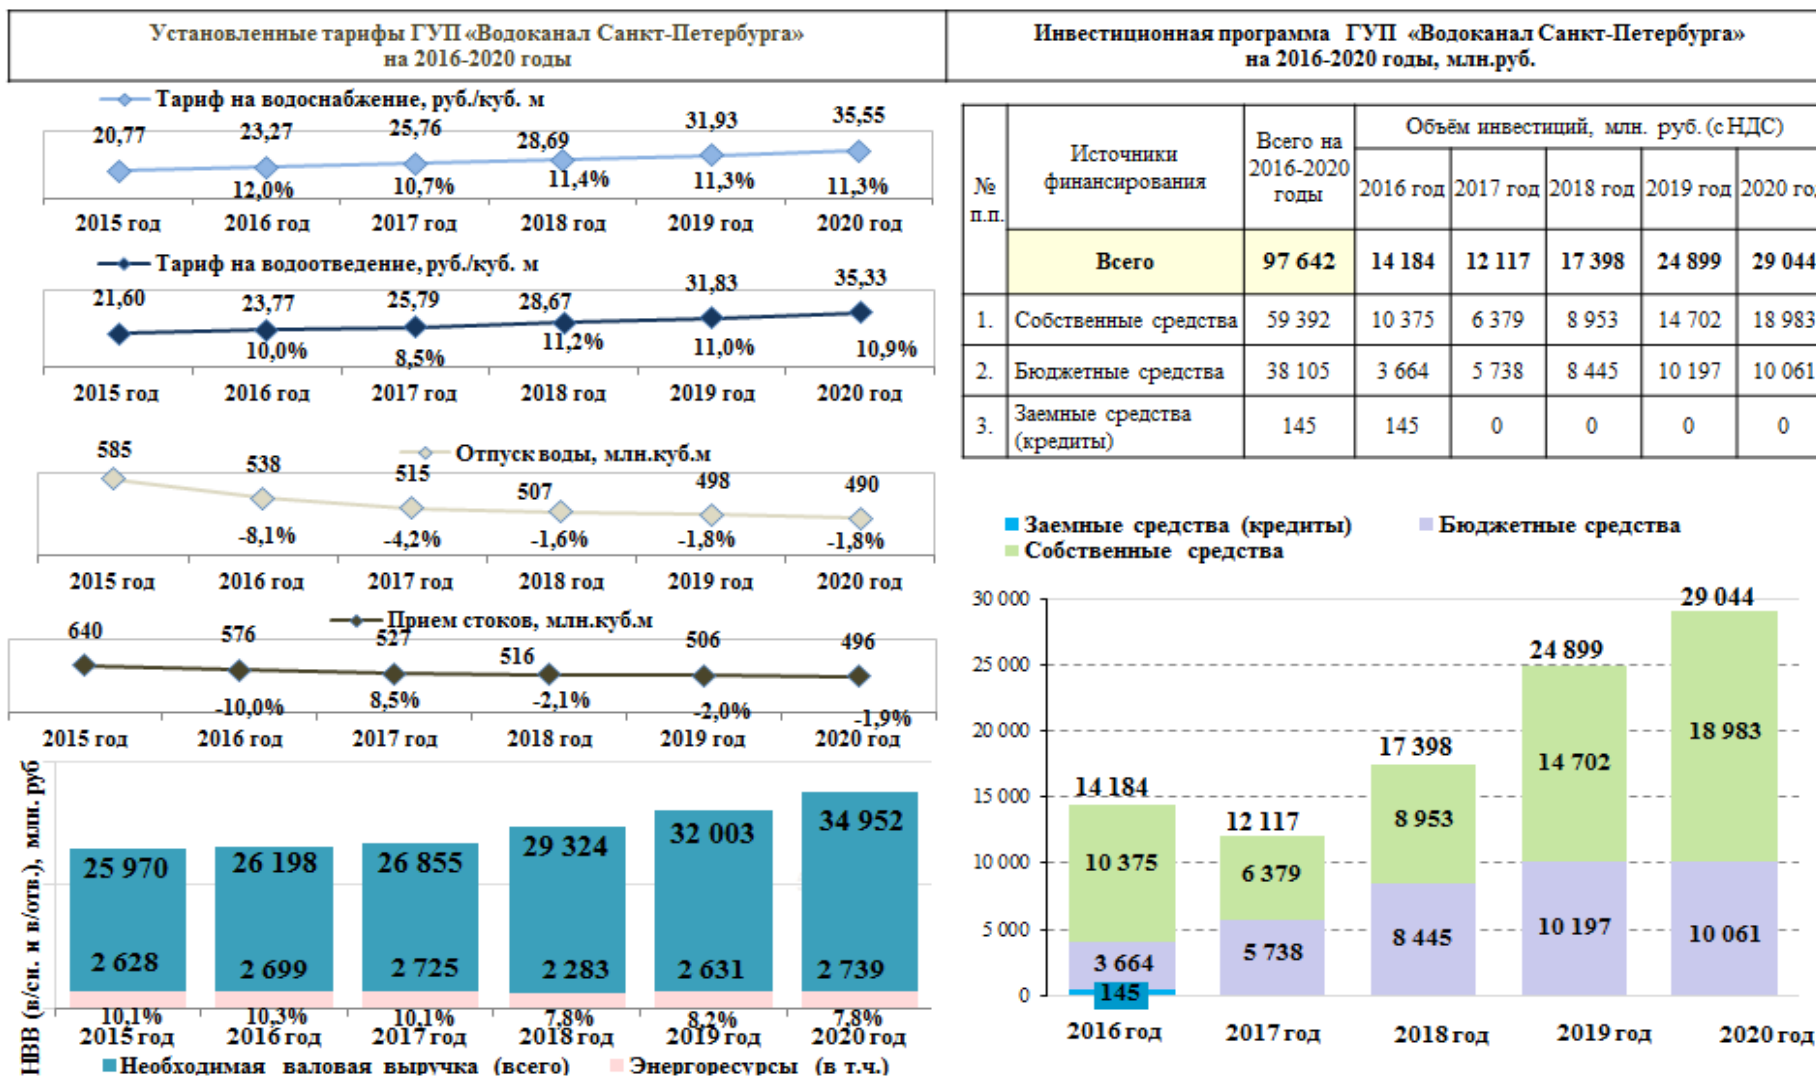 Установленные тарифы ГУП «Водоканал Санкт-Петербурга»
на 2016-2020 годы
Тариф на водоснабжение, руб./куб. м
20,77 23,27 25,76 28,69 31,93 35,55
12,0% 10,7% 11,4% 11,3% 11,3%
2015 год 2016 год 2017 год 2018 год 2019 год 2020 год
Тариф на водоотведение, руб./куб. м
21,60 23,77 25,79 28,67 31,83 35,33
10,0% 8,5% 11,2% 11,0% 10,9%
2015 год 2016 год 2017 год 2018 год 2019 год 2020 год
Отпуск воды, млн.куб.м
585 538 515 507 498 490
-8,1% -4,2% -1,6% -1,8% -1,8%
2015 год 2016 год 2017 год 2018 год 2019 год 2020 год
Прием стоков, млн.куб.м
640 576 527 516 506 496
-10,0% 8,5% -2,1% -2,0% -1,9%
2015 год 2016 год 2017 год 2018 год 2019 год 2020 год
НВВ (в/сн. и в/отв.), млн. руб
25 970 26 198 26 855 29 324 32 003 34 952
2 628 2 699 2 725 2 283 2 631 2 739
10,1% 10,3% 10,1% 7,8% 8,2% 7,8%
2015 год 2016 год 2017 год 2018 год 2019 год 2020 год
Необходимая валовая выручка (всего) Энергоресурсы (в т.ч.)
Инвестиционная программа ГУП «Водоканал Санкт-Петербурга»
на 2016-2020 годы, млн.руб.
№ п.п. Источники финансирования Всего на 2016-2020 годы Объём инвестиций, млн. руб. (с НДС)
2016 год 2017 год 2018 год 2019 год 2020 год
Всего 97 642 14 184 12 117 17 398 24 899 29 044
1. Собственные средства 59 392 10 375 6 379 8 953 14 702 18 983
2. Бюджетные средства 38 105 3 664 5 738 8 445 10 197 10 061
3. Заемные средства (кредиты) 145 145 0 0 0 0
Заемные средства (кредиты) Бюджетные средства
Собственные средства
30 000
25 000
20 000
15 000
10 000
5 000
0
14 184 12 117 17 398 24 899 29 044
10 375 6 379 8 953 14 702 18 983
3 664 5 738 8 445 10 197 10 061
145
2016 год 2017 год 2018 год 2019 год 2020 год